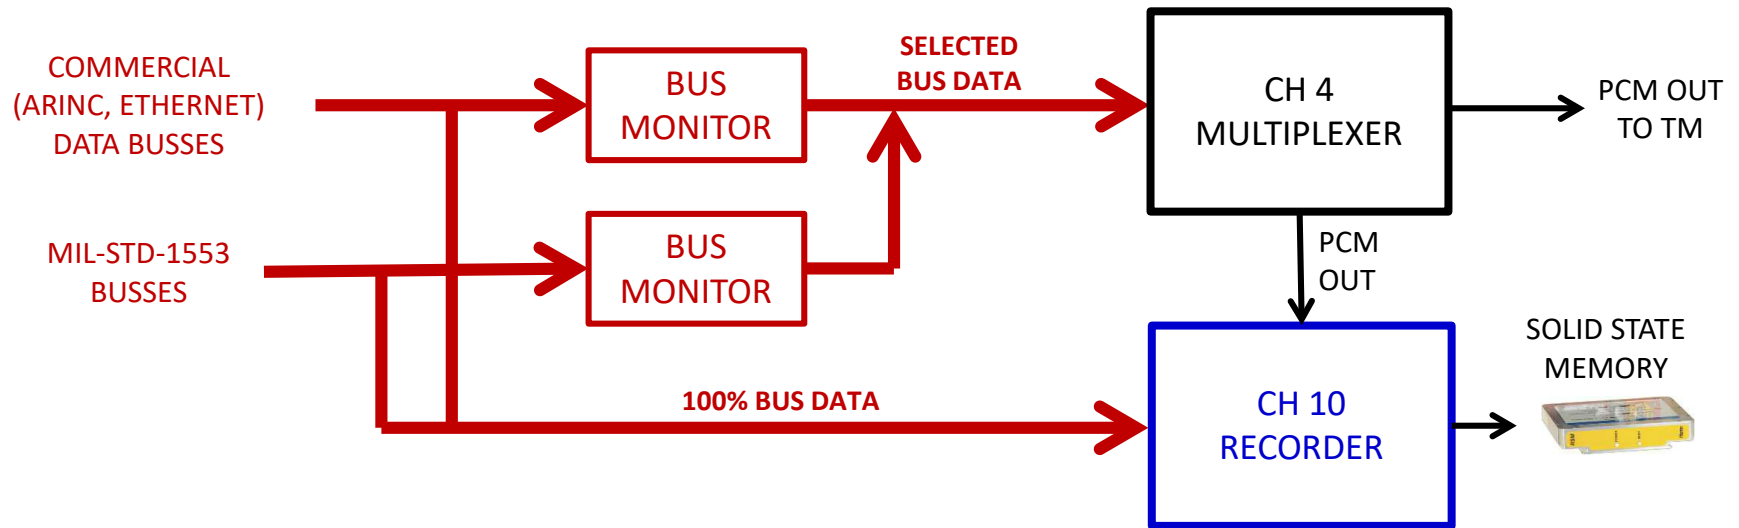 COMMERCIAL
(ARINC, ETHERNET)
DATA BUSSES
BUS
MONITOR
SELECTED
BUS DATA
CH 4
MULTIPLEXER
PCM OUT
TO TM
MIL-STD-1553
BUSSES
BUS
MONITOR
PCM
OUT
100% BUS DATA
CH 10
RECORDER
SOLID STATE
MEMORY